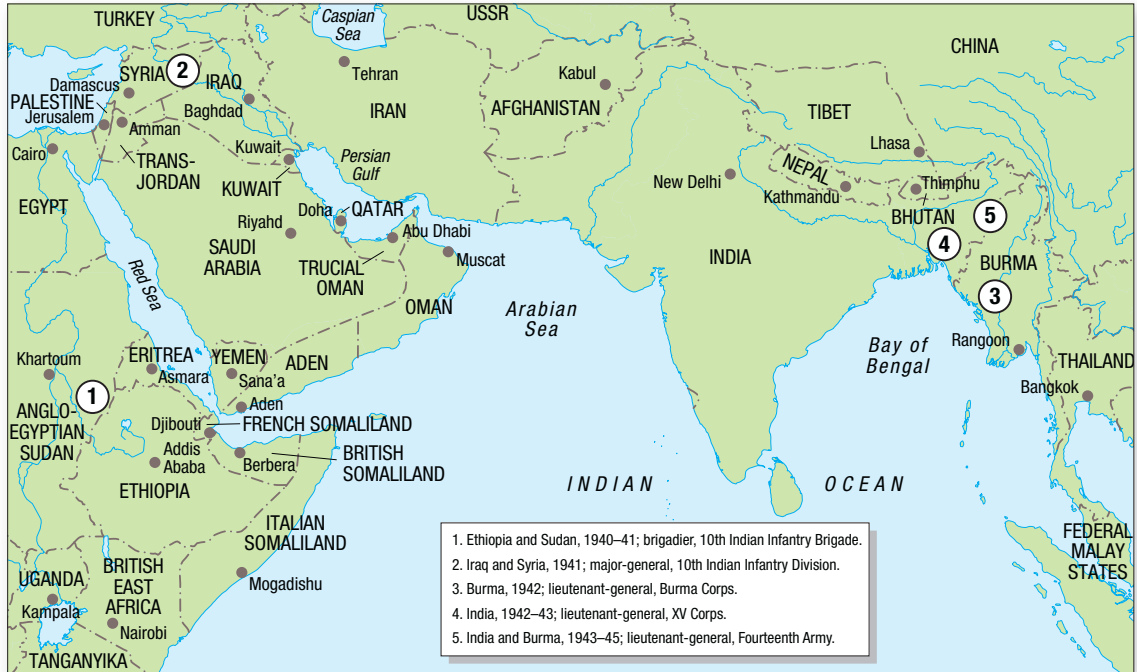 TURKEY
Caspian
Sea
USSR
CHINA
SYRIA
2
IRAQ
Damascus
Tehran
Kabul
PALESTINE
Jerusalem
Baghdad
IRAN
AFGHANISTAN
TIBET
Amman
Cairo
TRANS-
JORDAN
Kuwait
KUWAIT
Persian
Gulf
Lhasa
NEPAL
New Delhi
Kathmandu
Thimphu
EGYPT
Doha
QATAR
BHUTAN
5
Riyahd
Abu Dhabi
4
SAUDI
ARABIA
Muscat
INDIA
BURMA
TRUCIAL
OMAN
Red Sea
3
OMAN
Arabian
Sea
Bay of
Bengal
Rangoon
Khartoum
ERITREA
Asmara
YEMEN
Sana'a
ADEN
THAILAND
1
Bangkok
Aden
ANGLO-
EGYPTIAN
SUDAN
Djibouti
FRENCH SOMALILAND
Addis
Ababa
Berbera
BRITISH
SOMALILAND
ETHIOPIA
INDIAN
OCEAN
ITALIAN
SOMALILAND
FEDERAL
MALAY
STATES
UGANDA
Kampala
BRITISH
EAST
AFRICA
Mogadishu
Nairobi
TANGANYIKA
1. Ethiopia and Sudan, 1940–41; brigadier, 10th Indian Infantry Brigade.
2. Iraq and Syria, 1941; major-general, 10th Indian Infantry Division.
3. Burma, 1942; lieutenant-general, Burma Corps.
4. India, 1942–43; lieutenant-general, XV Corps.
5. India and Burma, 1943–45; lieutenant-general, Fourteenth Army.